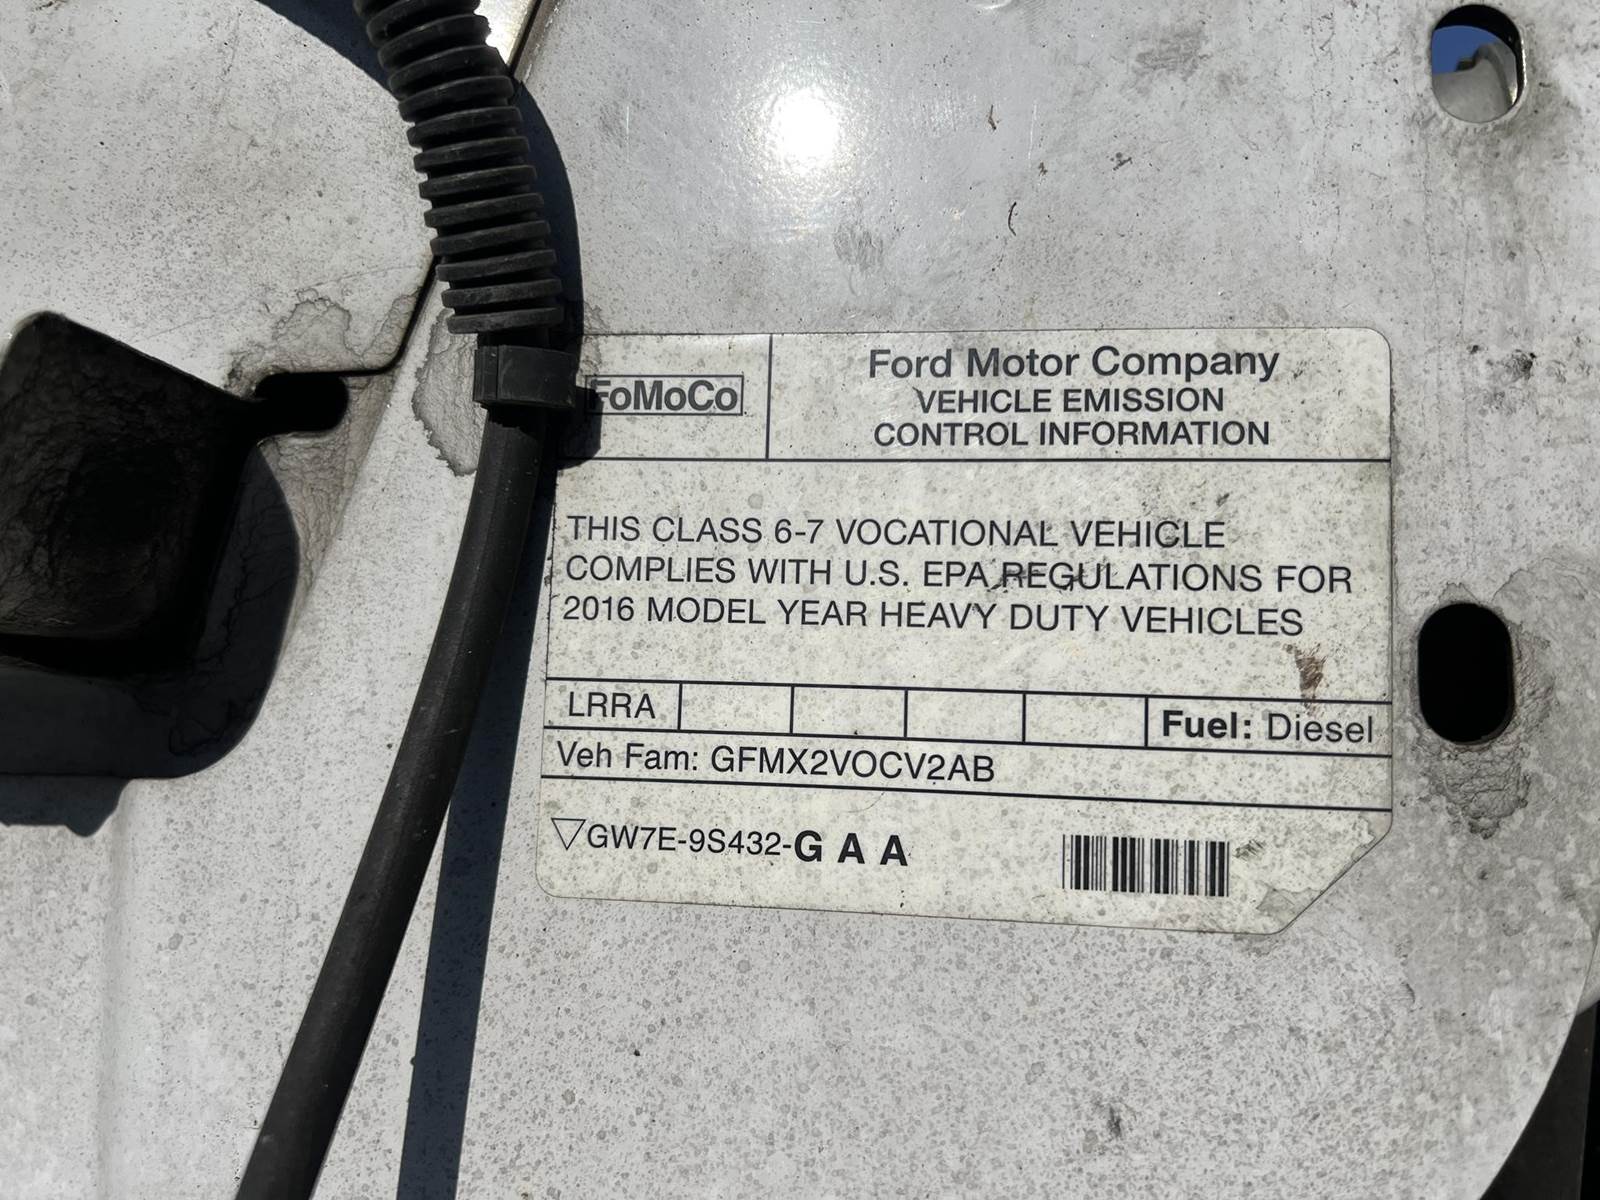 FoMoCo
Ford Motor Company
VEHICLE EMISSION
CONTROL INFORMATION
THIS CLASS 6-7 VOCATIONAL VEHICLE
COMPLIES WITH U.S. EPA REGULATIONS FOR
2016 MODEL YEAR HEAVY DUTY VEHICLES
LRRA
Fuel: Diesel
Veh Fam: GFMX2VOCV2AB
▽GW7E-9S432-G A A